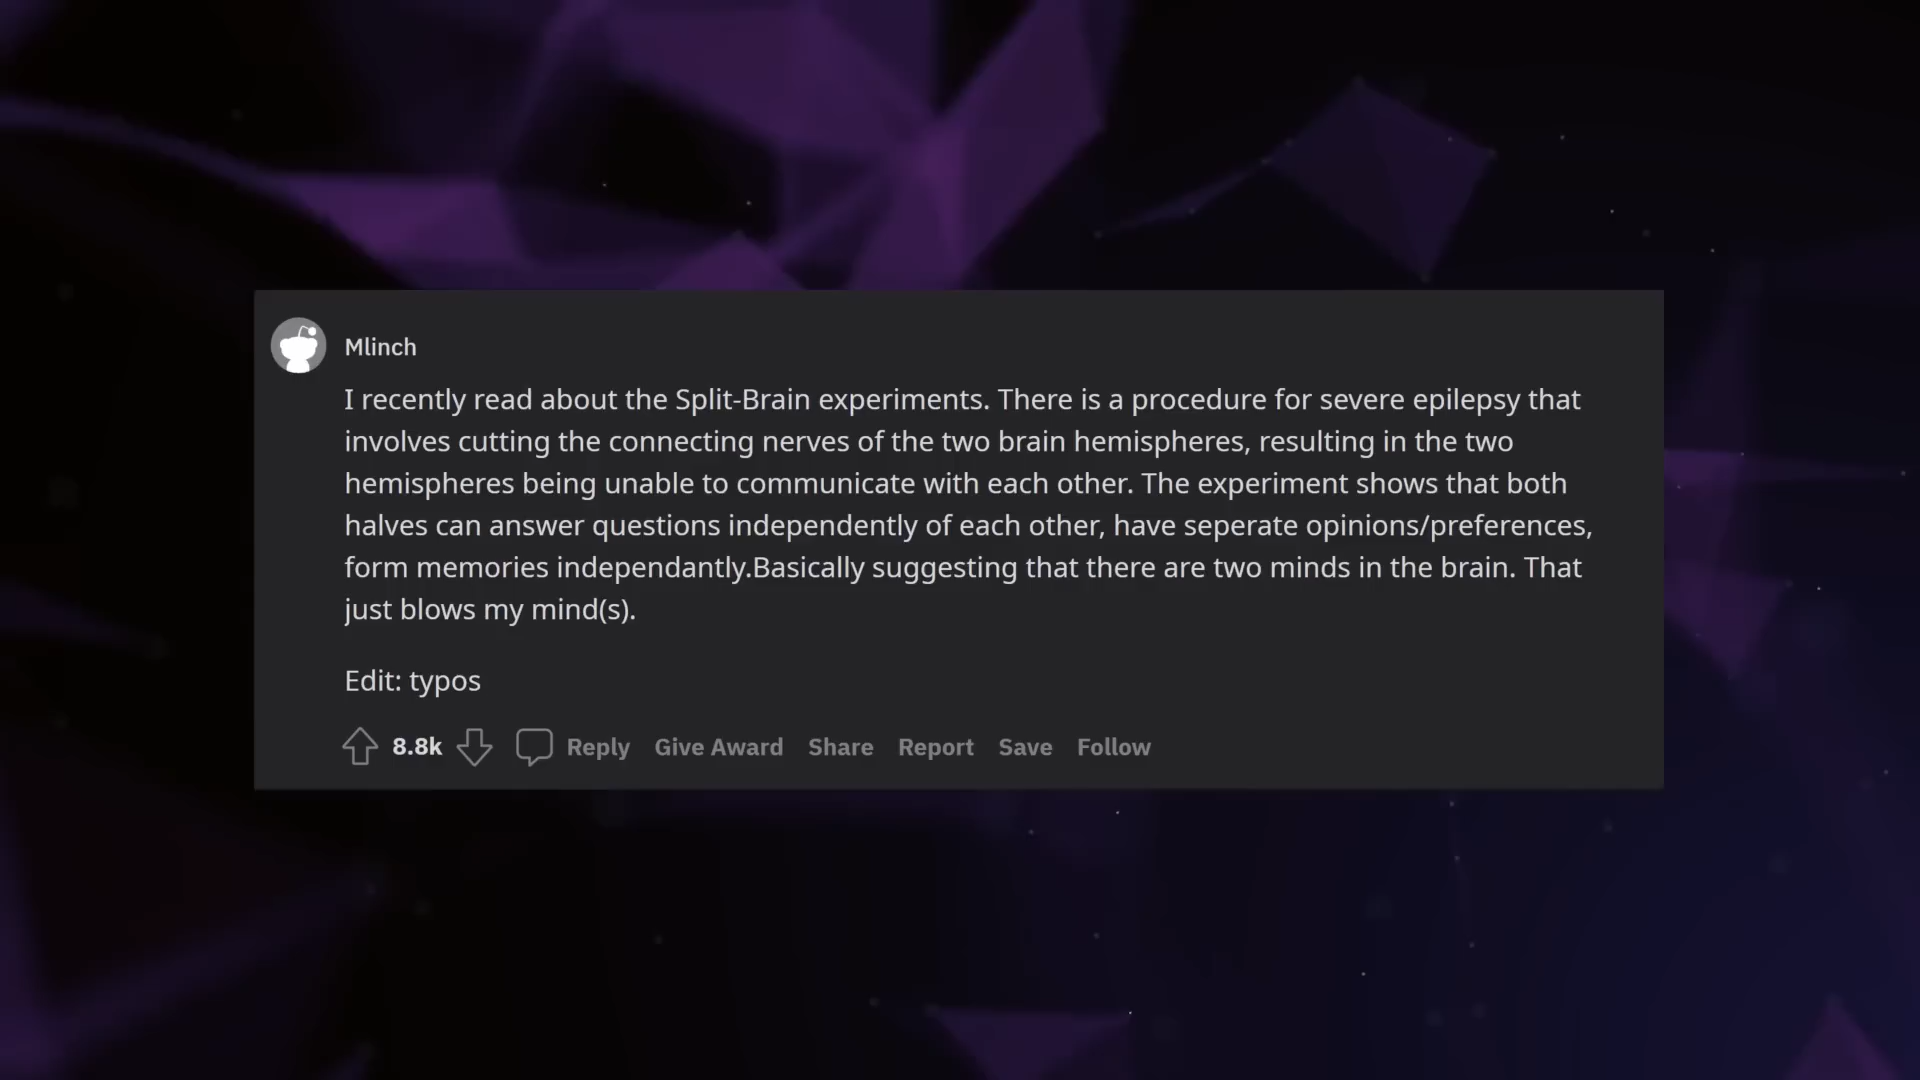 Mlinch
I recently read about the Split-Brain experiments. There is a procedure for severe epilepsy that
involves cutting the connecting nerves of the two brain hemispheres, resulting in the two
hemispheres being unable to communicate with each other. The experiment shows that both
halves can answer questions independently of each other, have seperate opinions/preferences,
form memories independantly.Basically suggesting that there are two minds in the brain. That
just blows my mind(s).
Edit: typos
8.8k Reply Give Award Share Report Save Follow